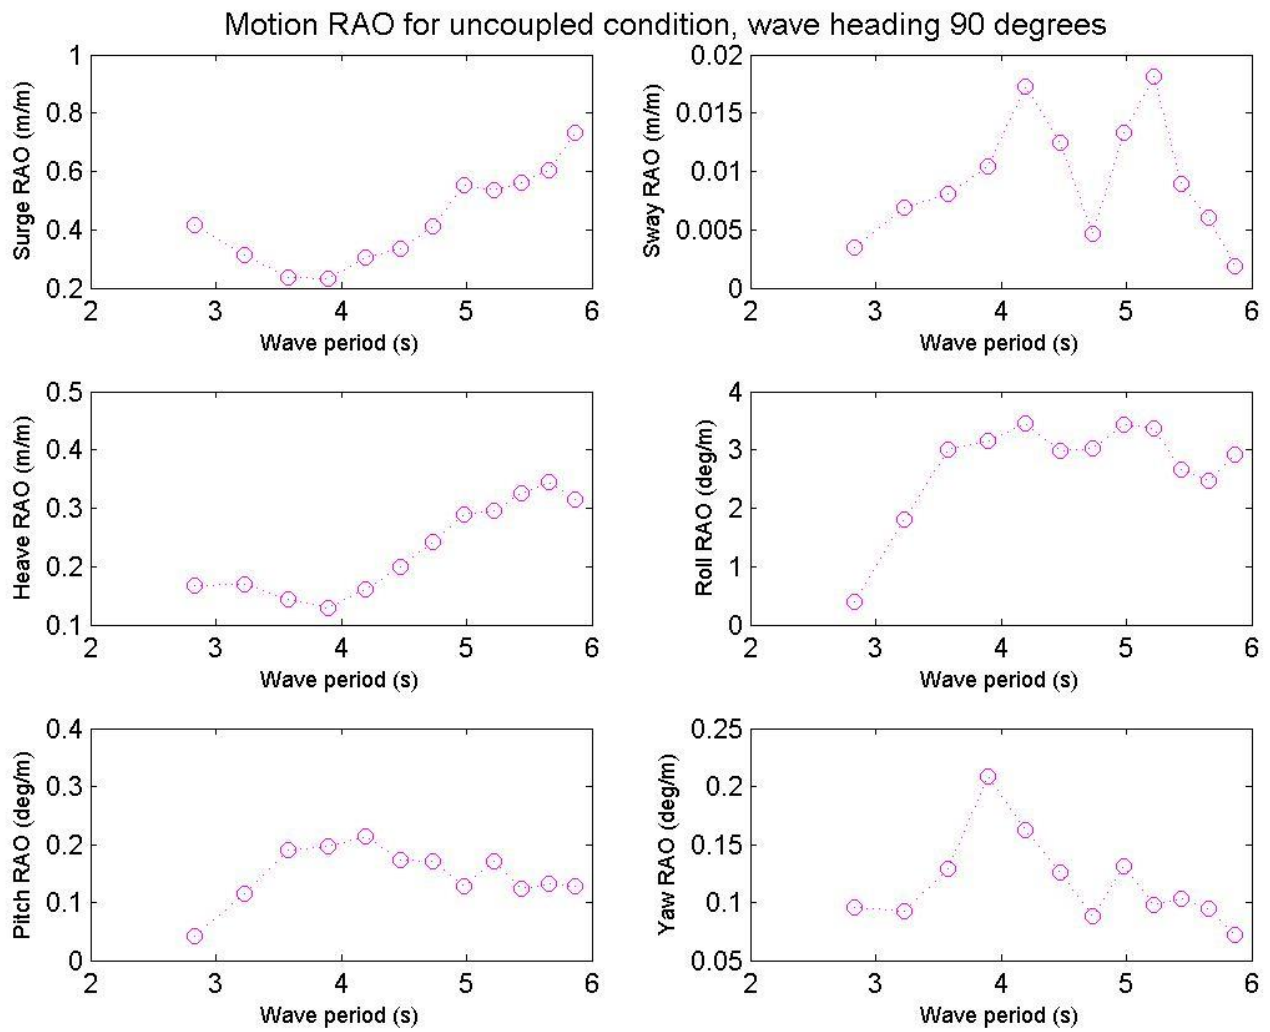 Motion RAO for uncoupled condition, wave heading 90 degrees
1
0.8
0.6
0.4
0.2
2 3 4 5 6
Surge RAO (m/m)
Wave period (s)
0.02
0.015
0.01
0.005
0
2 3 4 5 6
Sway RAO (m/m)
Wave period (s)
0.5
0.4
0.3
0.2
0.1
2 3 4 5 6
Heave RAO (m/m)
Wave period (s)
4
3
2
1
0
2 3 4 5 6
Roll RAO (deg/m)
Wave period (s)
0.4
0.3
0.2
0.1
0
2 3 4 5 6
Pitch RAO (deg/m)
Wave period (s)
0.25
0.2
0.15
0.1
0.05
2 3 4 5 6
Yaw RAO (deg/m)
Wave period (s)